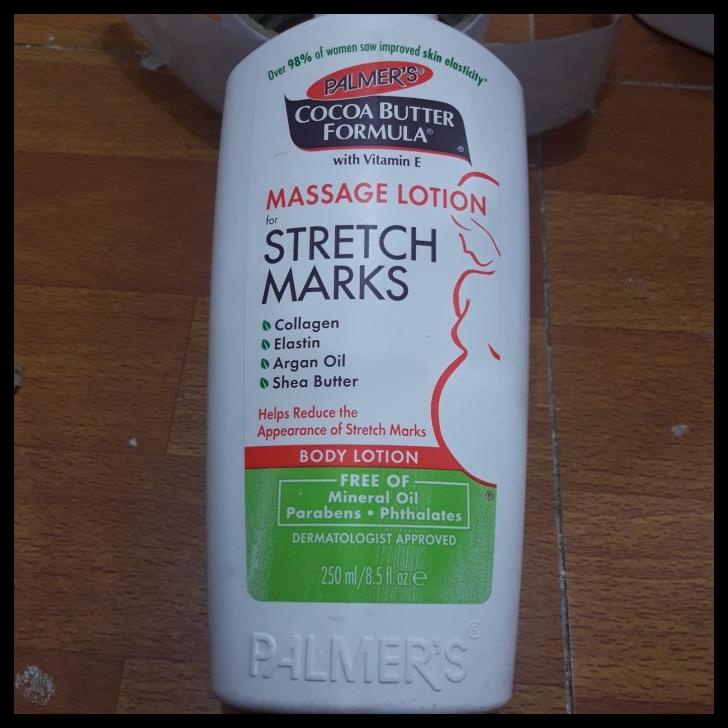 Over 98% of women saw improved skin elasticity*
PALMER'S®
COCOA BUTTER
FORMULA®
®
with Vitamin E
MASSAGE LOTION
for
STRETCH
MARKS
Collagen
Elastin
Argan Oil
Shea Butter
Helps Reduce the
Appearance of Stretch Marks
BODY LOTION
®
FREE OF
Mineral Oil
Parabens • Phthalates
DERMATOLOGIST APPROVED
250 ml/8.5 fl. oz. ℮
PALMER'S®